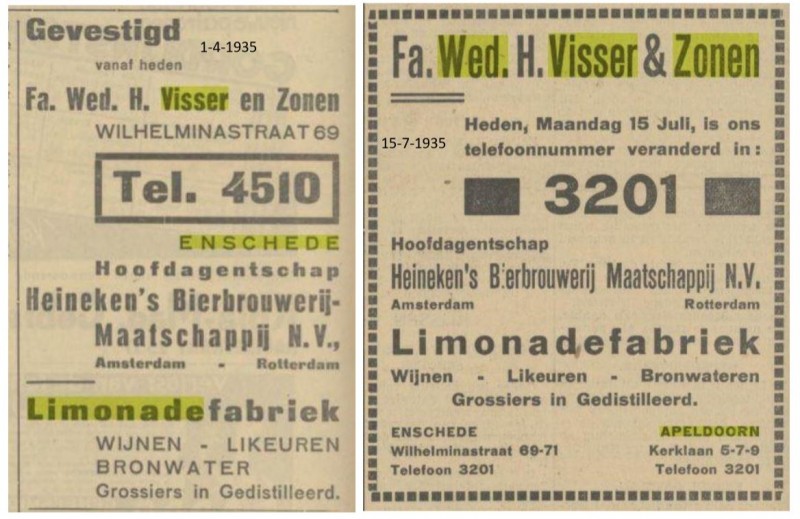 Gevestigd
1-4-1935
vanaf heden
Fa. Wed. H. Visser en Zonen
WILHELMINASTRAAT 69
Tel. 4510
ENSCHEDE
Hoofdagentschap
Heineken's Bierbrouwerij-
Maatschappij N.V.,
Amsterdam - Rotterdam
Limonadefabriek
WIJNEN - LIKEUREN
BRONWATER
Grossiers in Gedistilleerd.
Fa. Wed. H. Visser & Zonen
Heden, Maandag 15 Juli, is ons
15-7-1935
telefoonnummer veranderd in:
3201
Hoofdagentschap
Heineken's Bierbrouwerij Maatschappij N.V.
Amsterdam Rotterdam
Limonadefabriek
Wijnen - Likeuren - Bronwateren
Grossiers in Gedistilleerd.
ENSCHEDE APELDOORN
Wilhelminastraat 69-71 Kerklaan 5-7-9
Telefoon 3201 Telefoon 3201